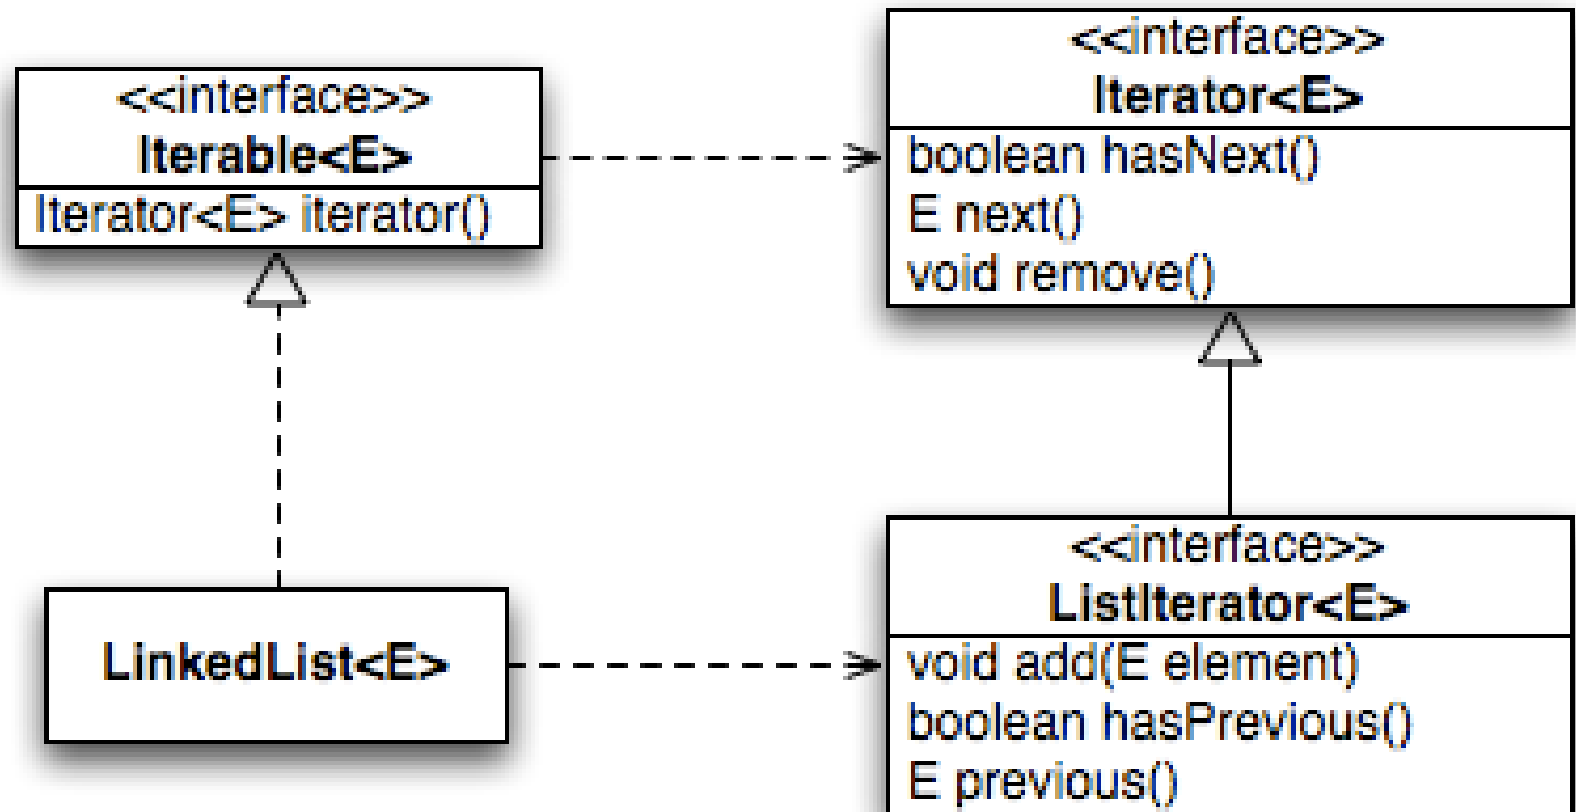 <<interface>>
Iterable<E>
Iterator<E> iterator()
<<interface>>
Iterator<E>
boolean hasNext()
E next()
void remove()
LinkedList<E>
<<interface>>
ListIterator<E>
void add(E element)
boolean hasPrevious()
E previous()